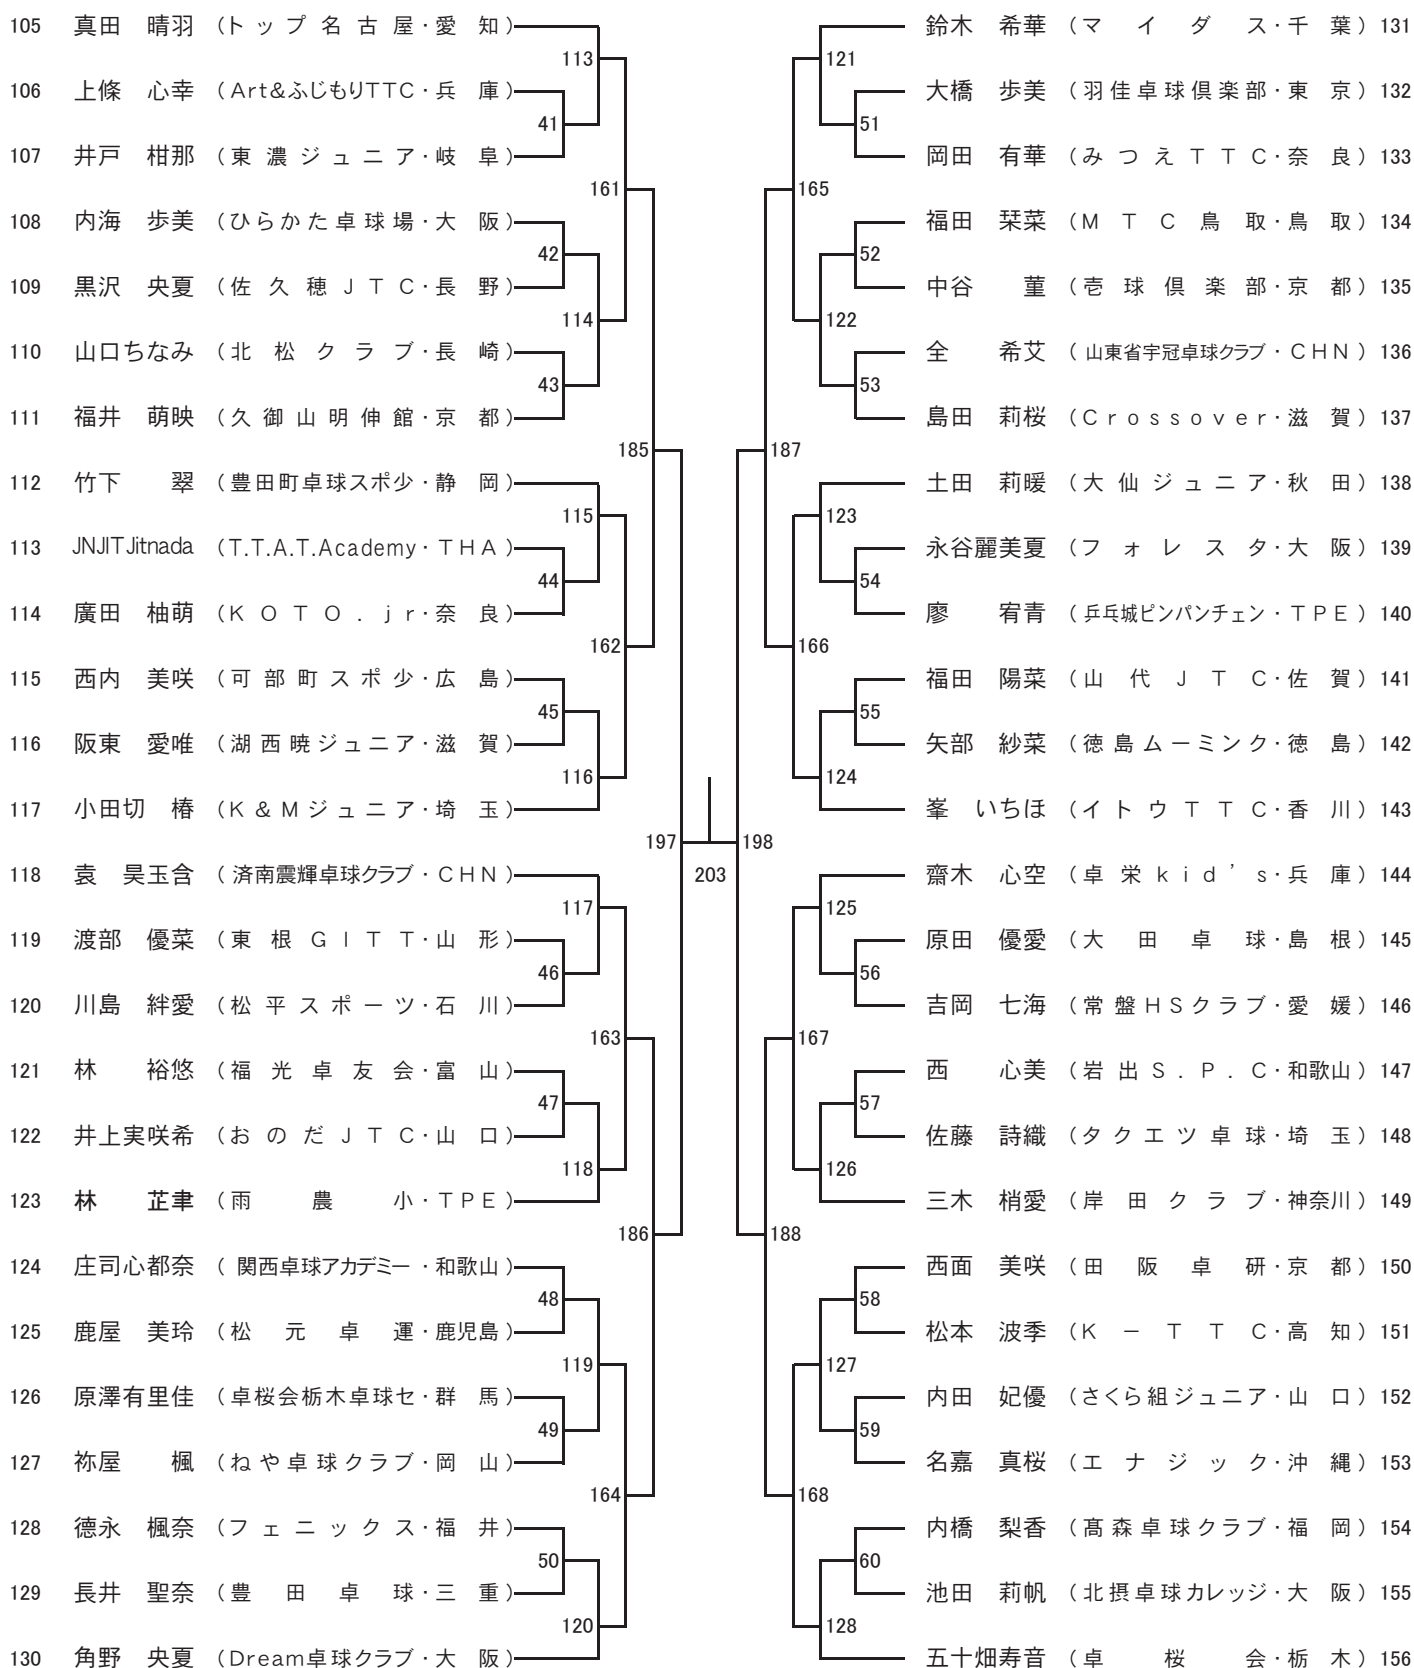 105 真田 晴羽 （トップ名古屋・愛 知）
113
106 上條 心幸 （Art&ふじもりTTC・兵 庫）
41
107 井戸 柑那 （東濃ジュニア・岐 阜）
161
108 内海 歩美 （ひらかた卓球場・大 阪）
42
109 黒沢 央夏 （佐久穂JTC・長 野）
114
110 山口ちなみ （北松クラブ・長 崎）
43
111 福井 萌映 （久御山明伸館・京 都）
185
112 竹下 翠 （豊田町卓球スポ少・静 岡）
115
113 JNJIT Jitnada （T.T.A.T.Academy・THA）
44
114 廣田 柚萌 （KOTO.jr・奈 良）
162
115 西内 美咲 （可部町スポ少・広 島）
45
116 阪東 愛唯 （湖西暁ジュニア・滋 賀）
116
117 小田切 椿 （K&Mジュニア・埼 玉）
197
118 袁 昊玉含 （済南震輝卓球クラブ・CHN）
117
119 渡部 優菜 （東根GITT・山 形）
46
120 川島 絆愛 （松平スポーツ・石 川）
163
121 林 裕悠 （福光卓友会・富 山）
47
122 井上実咲希 （おのだJTC・山 口）
118
123 林 芷聿 （雨農小・TPE）
186
124 庄司心都奈 （関西卓球アカデミー・和歌山）
48
125 鹿屋 美玲 （松元卓運・鹿児島）
119
126 原澤有里佳 （卓桜会栃木卓球セ・群 馬）
49
127 祢屋 楓 （ねや卓球クラブ・岡 山）
164
128 德永 楓奈 （フェニックス・福 井）
50
129 長井 聖奈 （豊田卓球・三 重）
120
130 角野 央夏 （Dream卓球クラブ・大 阪）
203
鈴木 希華 （マイダス・千 葉） 131
121
大橋 歩美 （羽佳卓球倶楽部・東 京） 132
51
岡田 有華 （みつえTTC・奈 良） 133
165
福田 栞菜 （MTC鳥取・鳥 取） 134
52
中谷 菫 （壱球倶楽部・京 都） 135
122
全 希艾 （山東省宇冠卓球クラブ・CHN） 136
53
島田 莉桜 （Crossover・滋 賀） 137
187
土田 莉暖 （大仙ジュニア・秋 田） 138
123
永谷麗美夏 （フォレスタ・大 阪） 139
54
廖 宥青 （乒乓城ピンパンチェン・TPE） 140
166
福田 陽菜 （山代JTC・佐 賀） 141
55
矢部 紗菜 （徳島ムーミンク・徳 島） 142
124
峯 いちほ （イトウTTC・香 川） 143
198
齋木 心空 （卓栄kid's・兵 庫） 144
125
原田 優愛 （大田卓球・島 根） 145
56
吉岡 七海 （常盤HSクラブ・愛 媛） 146
167
西 心美 （岩出S.P.C・和歌山） 147
57
佐藤 詩織 （タクエツ卓球・埼 玉） 148
126
三木 梢愛 （岸田クラブ・神奈川） 149
188
西面 美咲 （田阪卓研・京 都） 150
58
松本 波季 （K－TTC・高 知） 151
127
内田 妃優 （さくら組ジュニア・山 口） 152
59
名嘉 真桜 （エナジック・沖 縄） 153
168
内橋 梨香 （髙森卓球クラブ・福 岡） 154
60
池田 莉帆 （北摂卓球カレッジ・大 阪） 155
128
五十畑寿音 （卓桜会・栃 木） 156